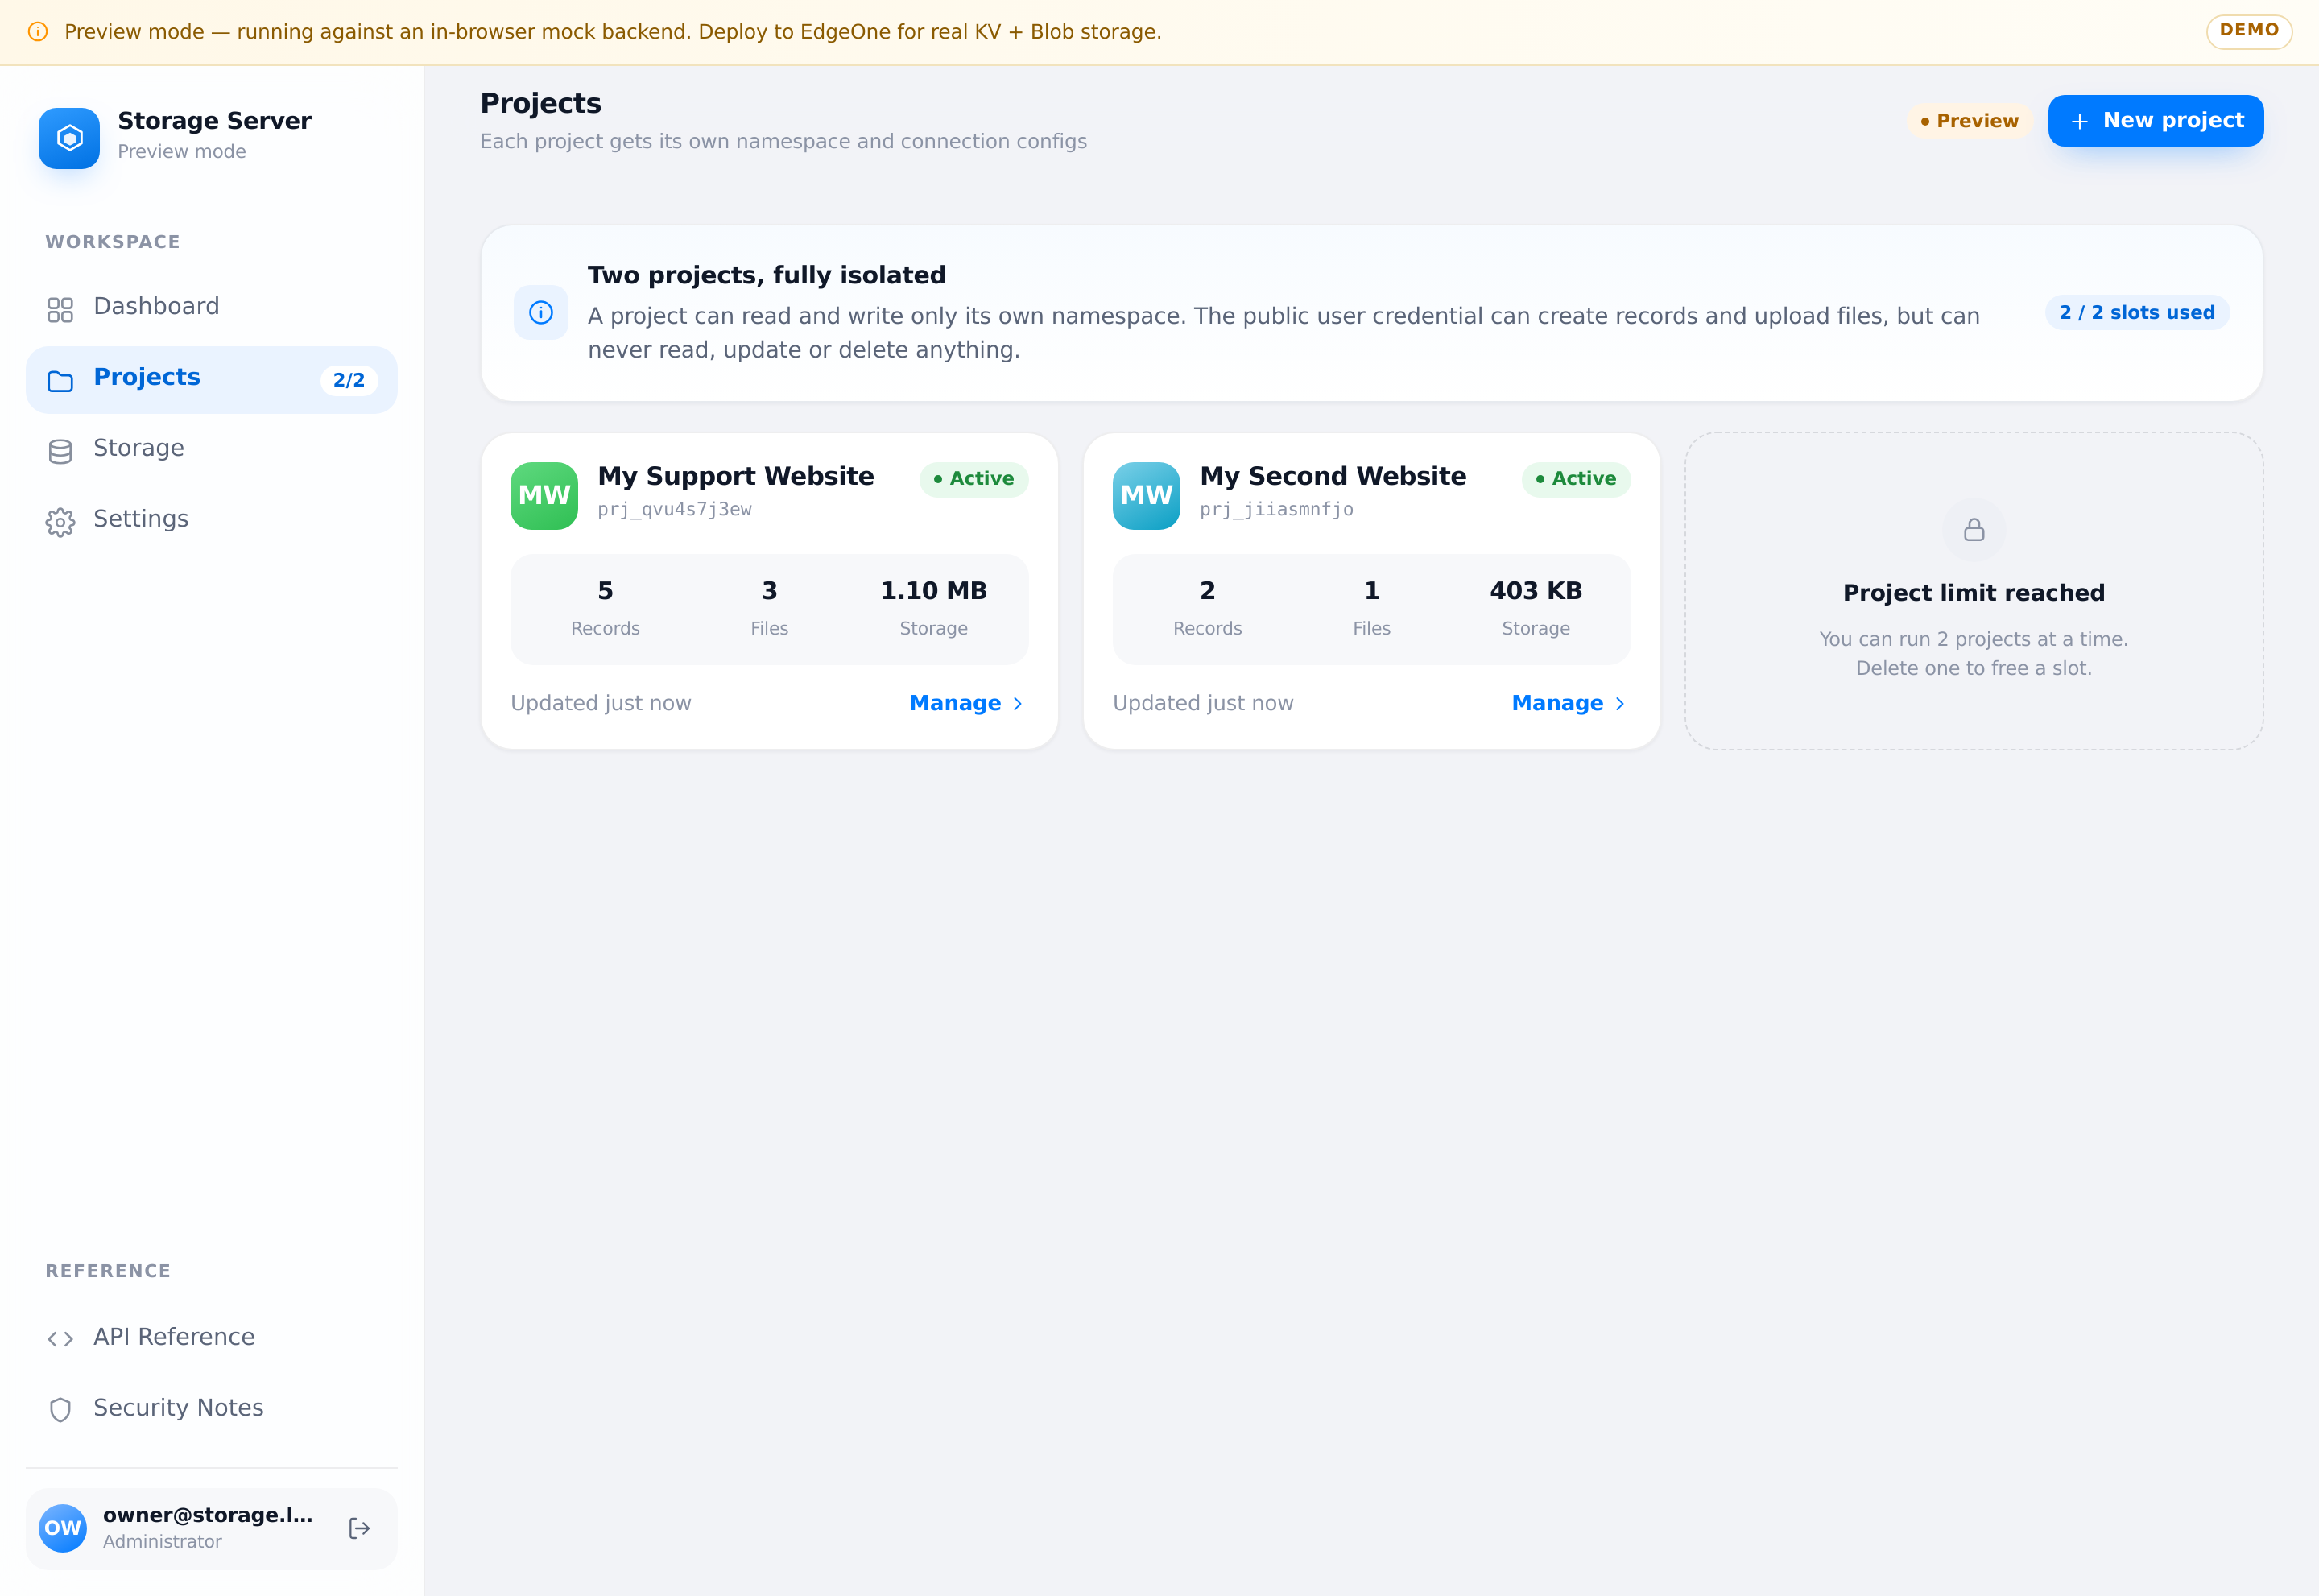 Preview mode — running against an in-browser mock backend. Deploy to EdgeOne for real KV + Blob storage.
DEMO
Storage Server
Preview mode
WORKSPACE
Dashboard
Projects
2/2
Storage
Settings
REFERENCE
API Reference
Security Notes
OW
owner@storage.l...
Administrator
Projects
Each project gets its own namespace and connection configs
Preview
New project
Two projects, fully isolated
A project can read and write only its own namespace. The public user credential can create records and upload files, but can
never read, update or delete anything.
2 / 2 slots used
MW
My Support Website
prj_qvu4s7j3ew
Active
5
Records
3
Files
1.10 MB
Storage
Updated just now
Manage
MW
My Second Website
prj_jiiasmnfjo
Active
2
Records
1
Files
403 KB
Storage
Updated just now
Manage
Project limit reached
You can run 2 projects at a time.
Delete one to free a slot.